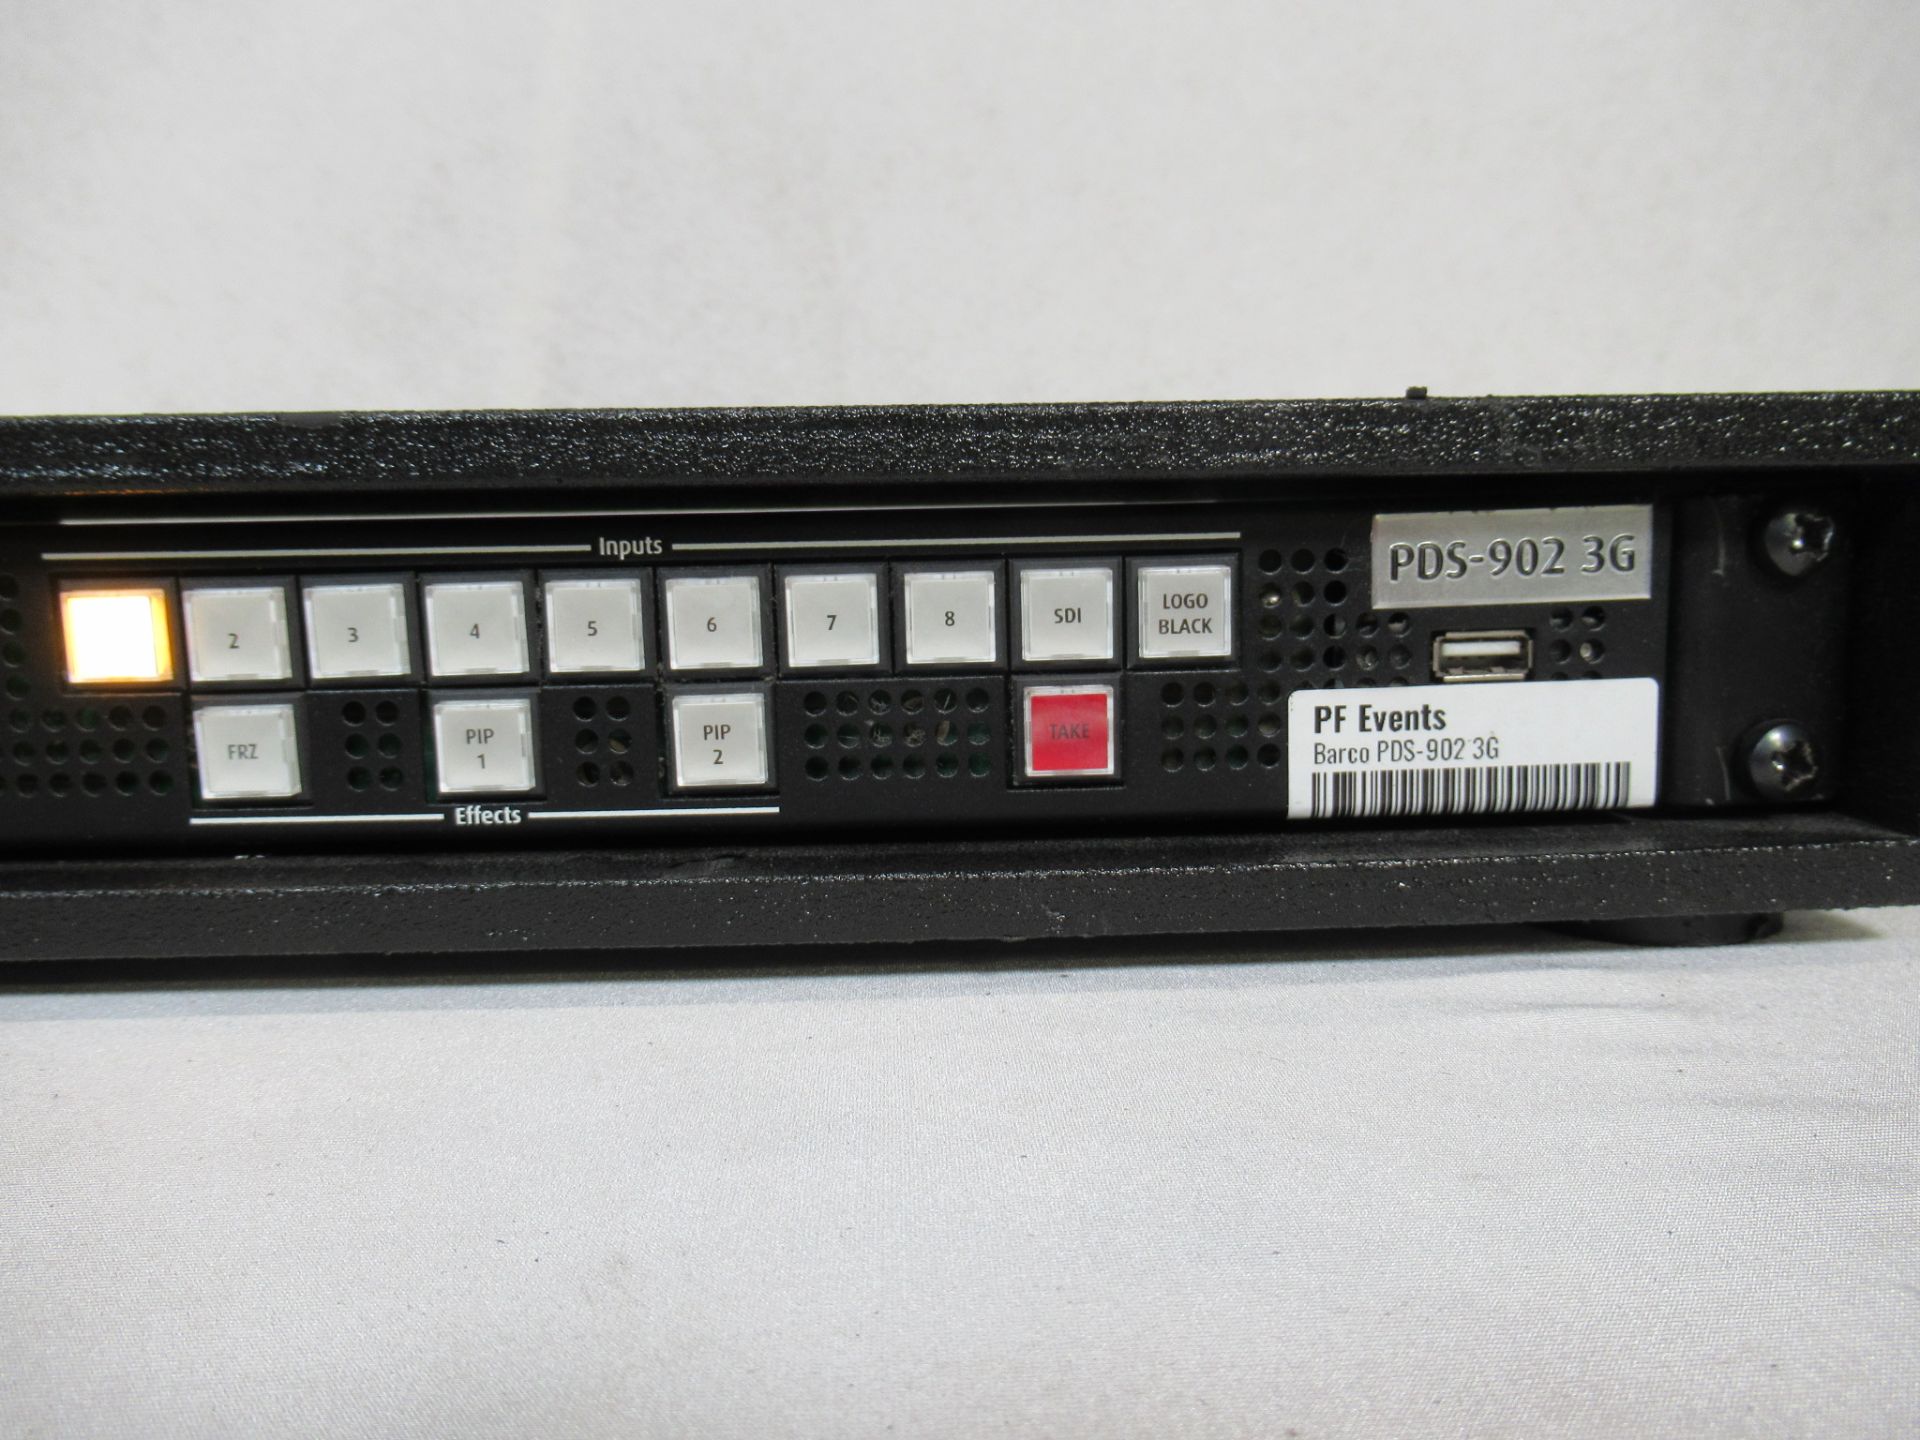 Inputs
2 3 4 5 6 7 8 SDI LOGO BLACK
FRZ PIP 1 PIP 2 TAKE
Effects
PDS-902 3G
PF Events
Barco PDS-902 3G